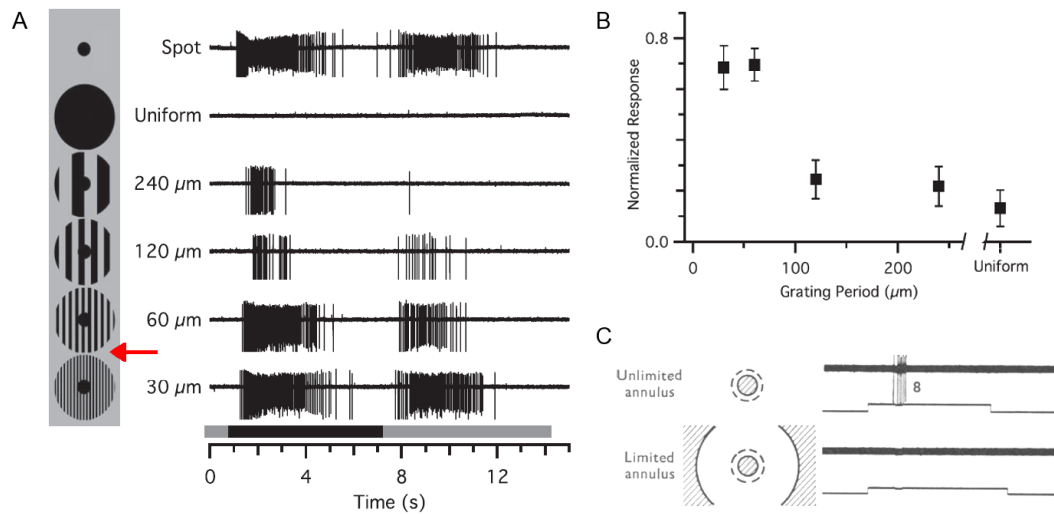 A
Spot
Uniform
240 µm
120 µm
60 µm
30 µm
0
4
8
12
Time (s)
B
0.8
0.0
Normalized Response
0
100
200
Uniform
Grating Period (µm)
C
Unlimited
annulus
8
Limited
annulus